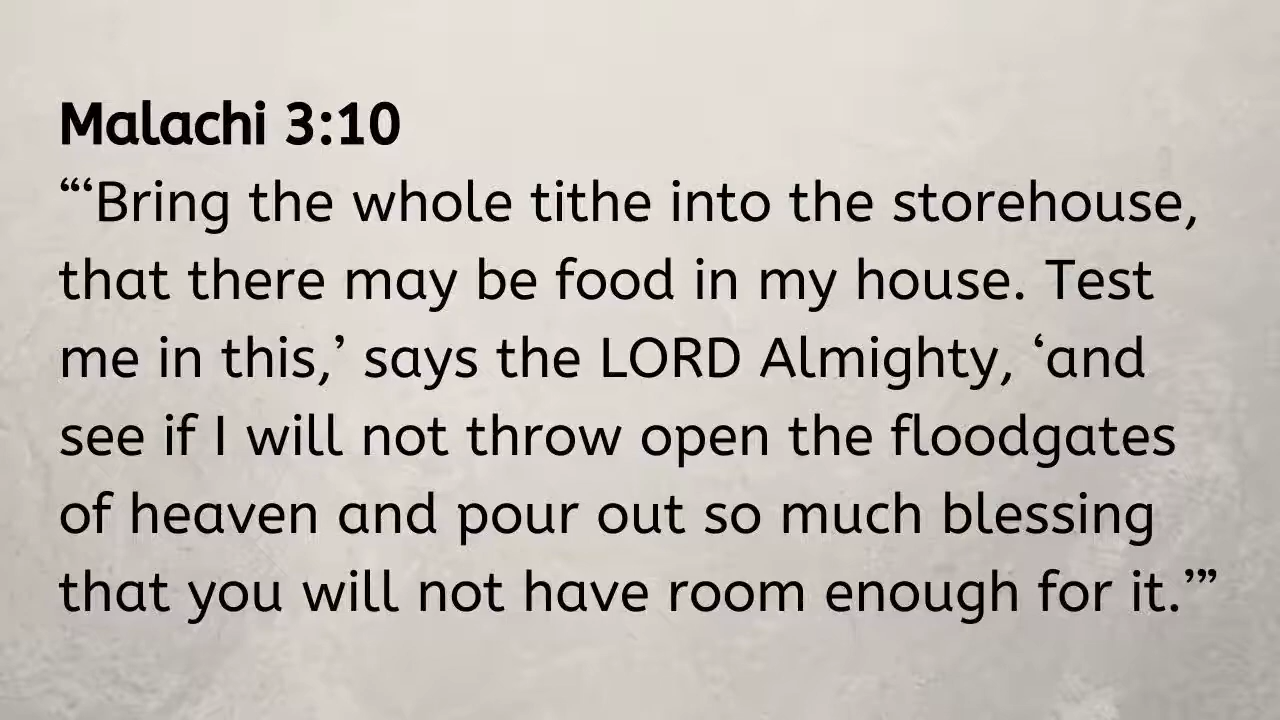 Malachi 3:10
“‘Bring the whole tithe into the storehouse,
that there may be food in my house. Test
me in this,’ says the LORD Almighty, ‘and
see if I will not throw open the floodgates
of heaven and pour out so much blessing
that you will not have room enough for it.’”